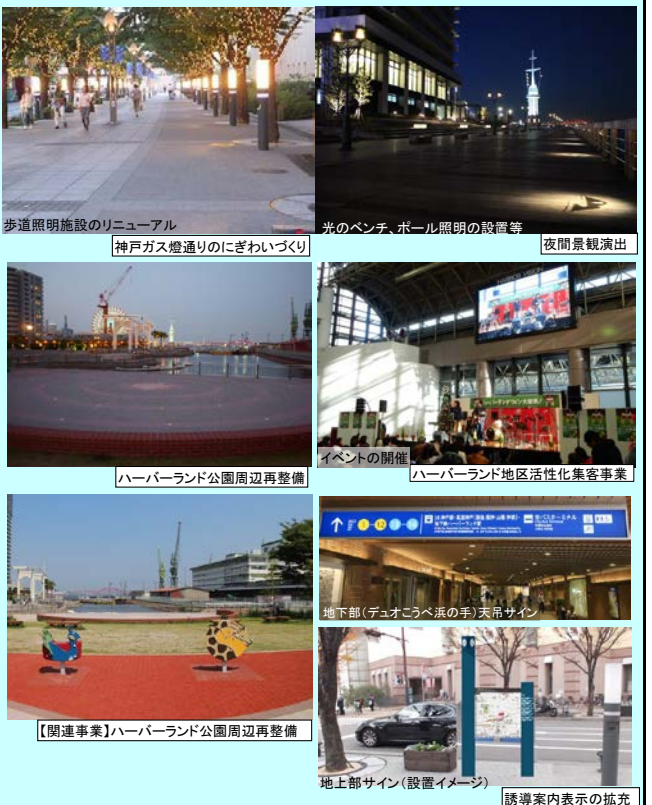 歩道照明施設のリニューアル
神戸ガス燈通りのにぎわいづくり
光のベンチ、ポール照明の設置等
夜間景観演出
ハーバーランド公園周辺再整備
イベントの開催
ハーバーランド地区活性化集客事業
地下部(デュオこうべ浜の手)天吊サイン
【関連事業】ハーバーランド公園周辺再整備
地上部サイン(設置イメージ)
誘導案内表示の拡充